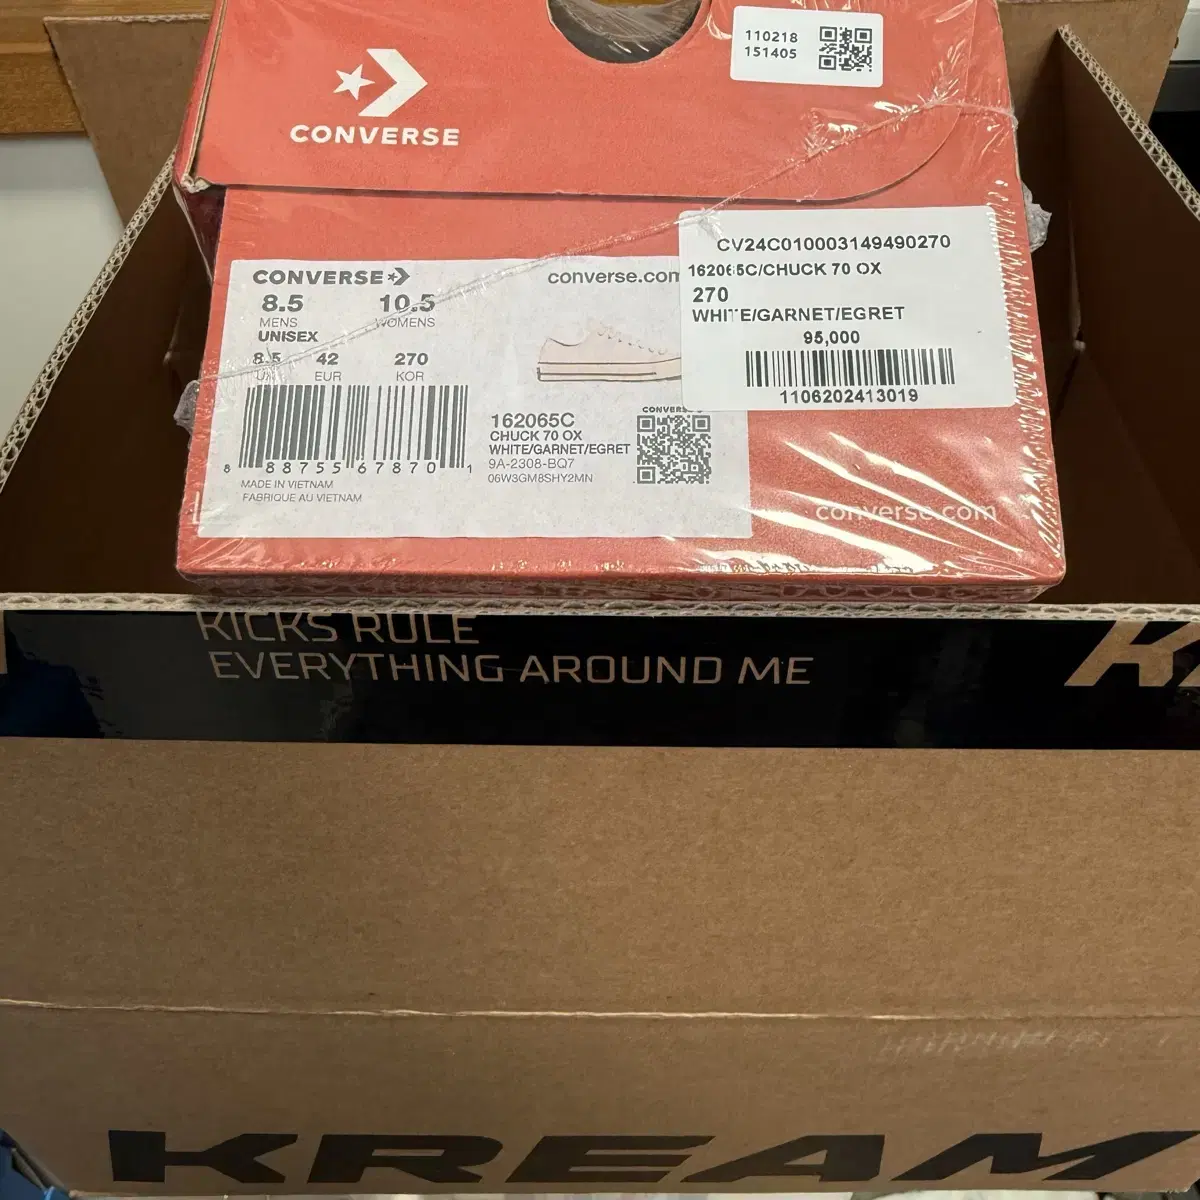 110218
151405
CONVERSE
CV24C010003149490270
162065C/CHUCK 70 OX
270
WHITE/GARNET/EGRET
95,000
1106202413019
CONVERSE
converse.com
8.5 10.5
MENS WOMENS
UNISEX
8.5 42 270
UK EUR KOR
8 88755 67870 1
MADE IN VIETNAM
FABRIQUE AU VIETNAM
162065C
CHUCK 70 OX
WHITE/GARNET/EGRET
9A-2308-BQ7
06W3GM8SHY2MN
CONVERSE
converse.com
KICKS RULE
EVERYTHING AROUND ME
KREAM